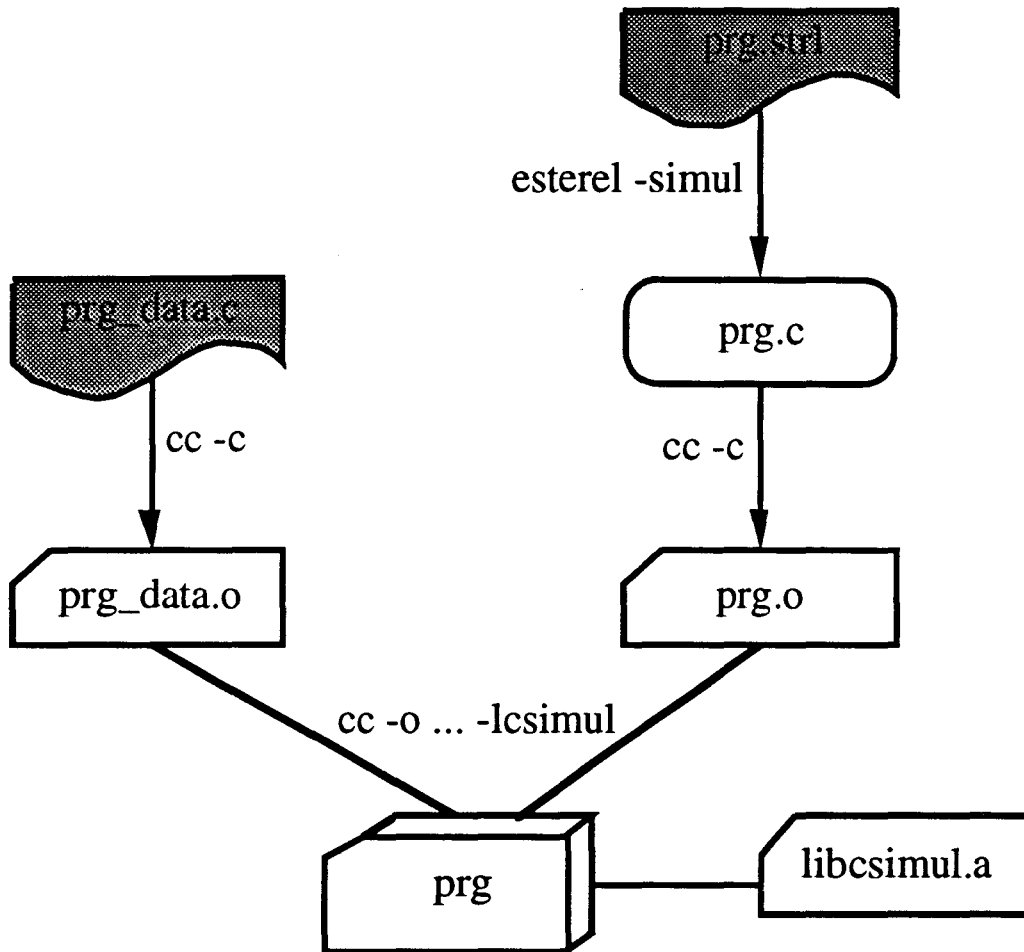 prg.strl
esterel -simul
prg_data.c
prg.c
cc -c
cc -c
prg_data.o
prg.o
cc -o ... -lcsimul
prg
libcsimul.a